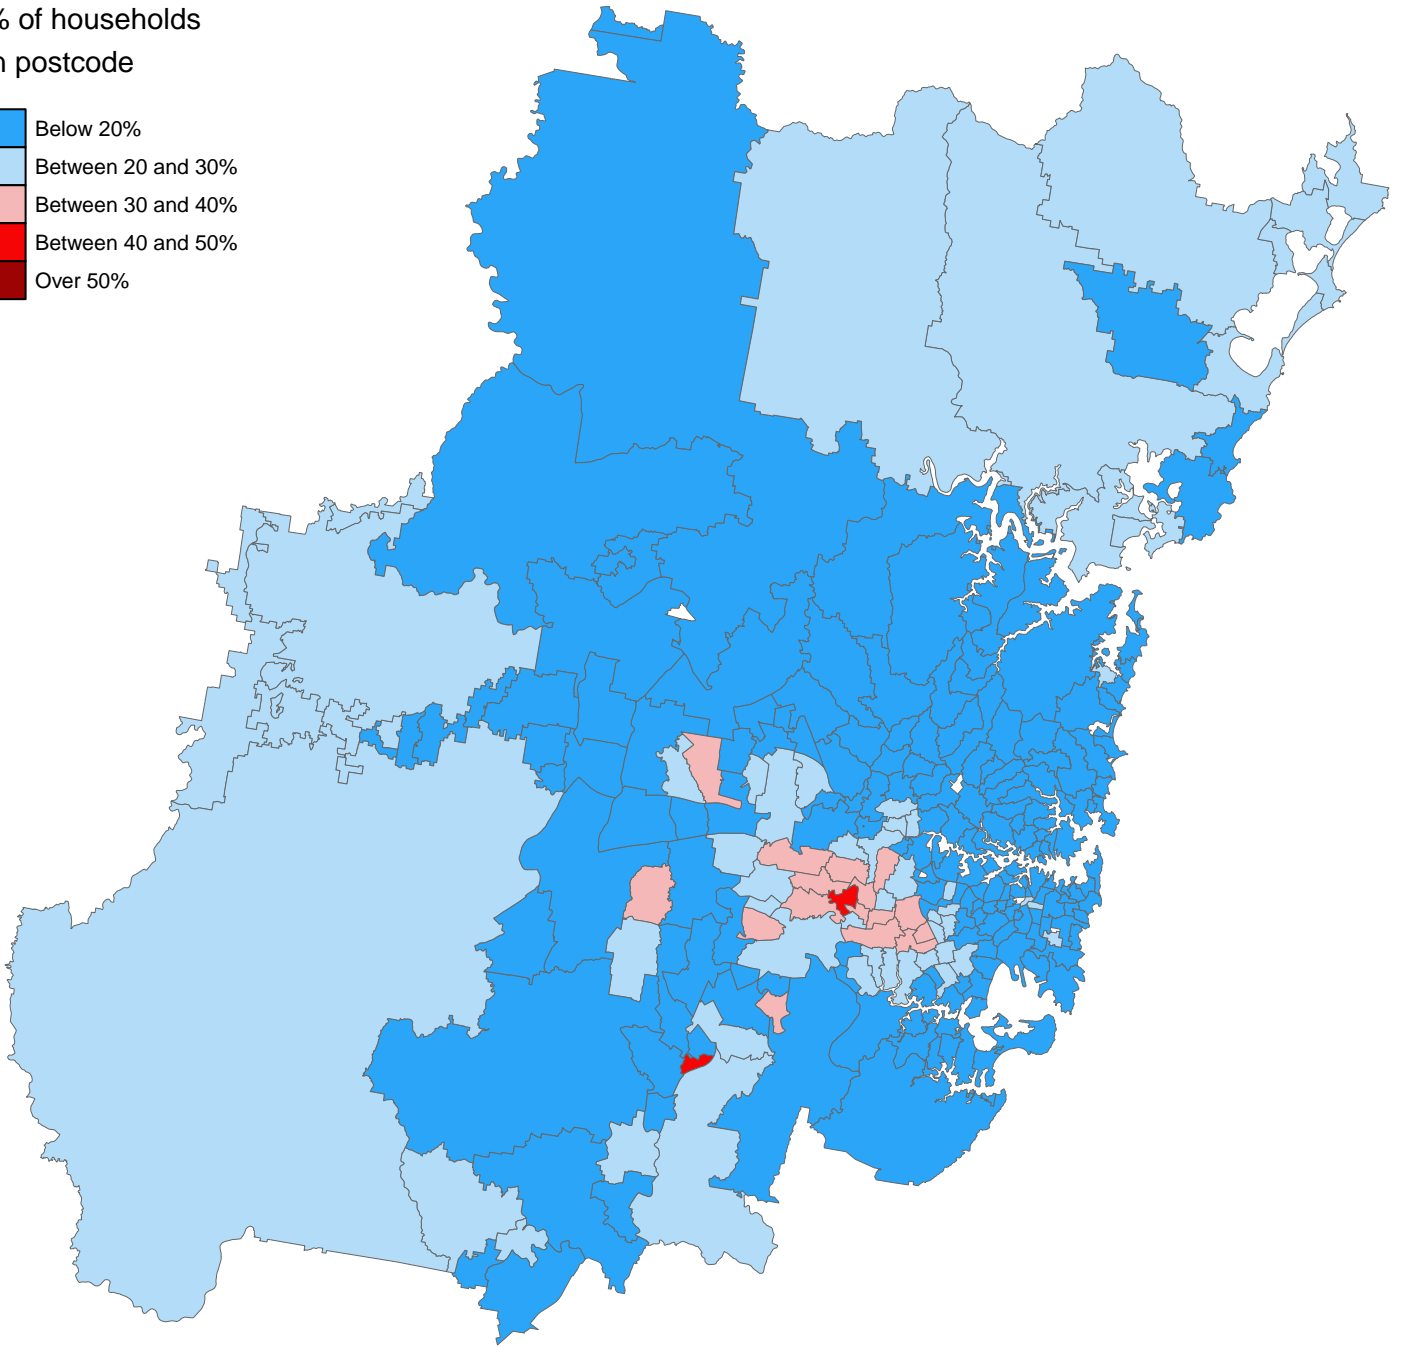 % of households
postcode
Below 20%
Between 20 and 30%
Between 30 and 40%
Between 40 and 50%
Over 50%